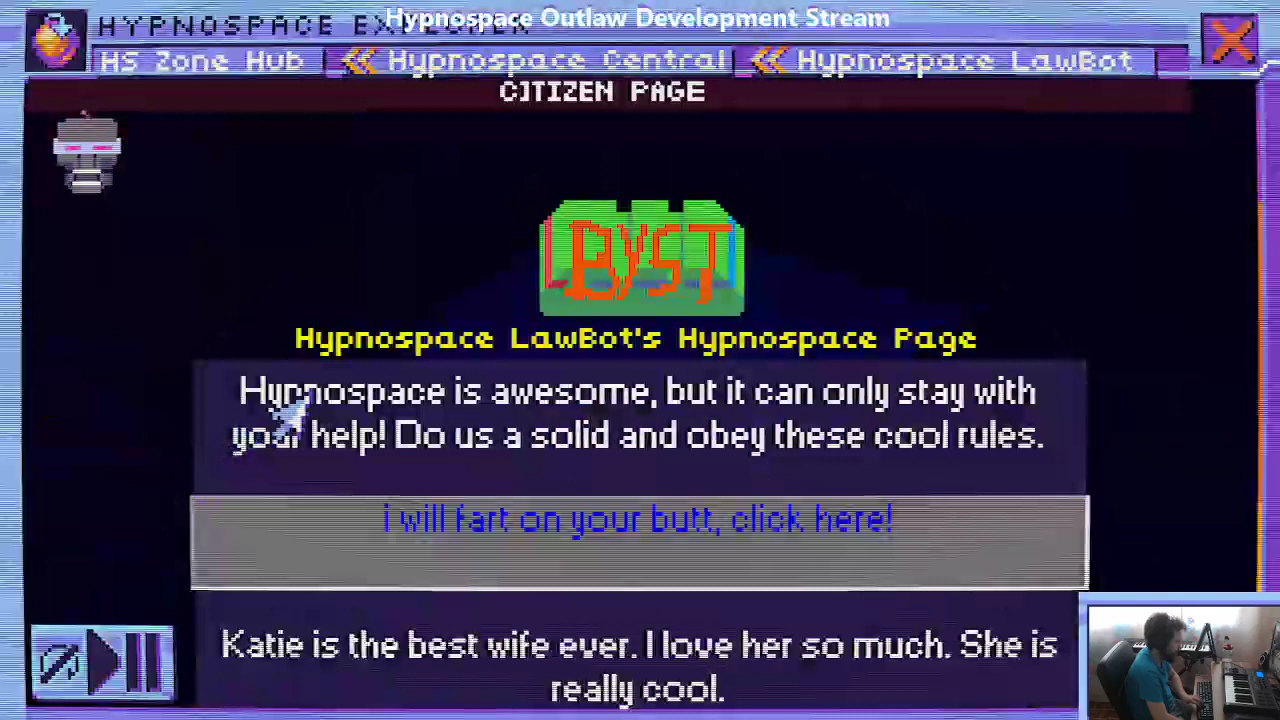 Hypnospace Outlaw Development Stream
HYPNOSPACE EXPLORER
HS Zone Hub
Hypnospace Central
Hypnospace LawBot
CITIZEN PAGE
BYST
Hypnospace LawBot's Hypnospace Page
Hypnospace is awesome, but it can only stay with
your help! Do us a solid and obey these cool rules.
i will fart on your butt, click here!
Katie is the best wife ever. I love her so much. She is
really cool.